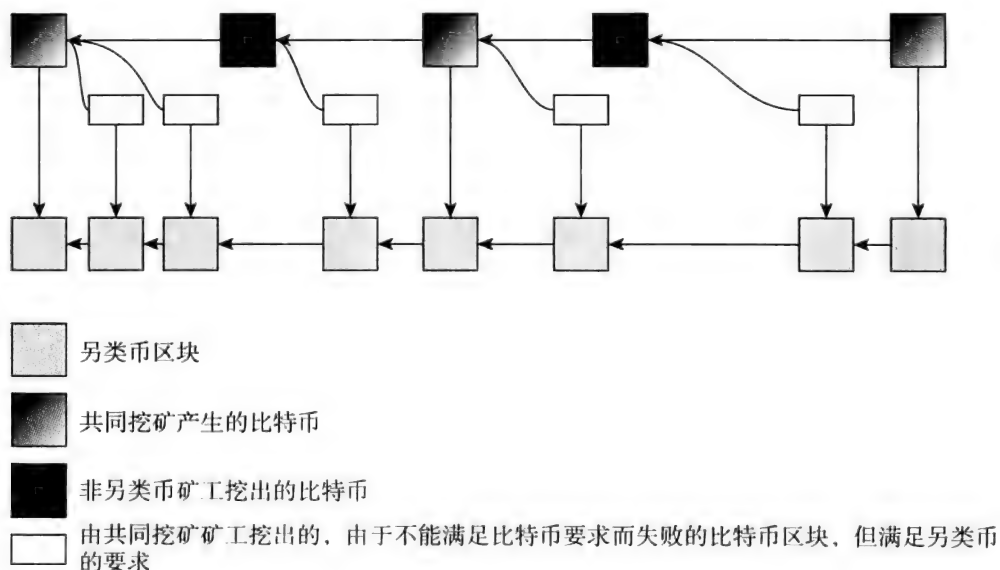 另类币区块
共同挖矿产生的比特币
非另类币矿工挖出的比特币
由共同挖矿矿工挖出的，由于不能满足比特币要求而失败的比特币区块，但满足另类币
的要求